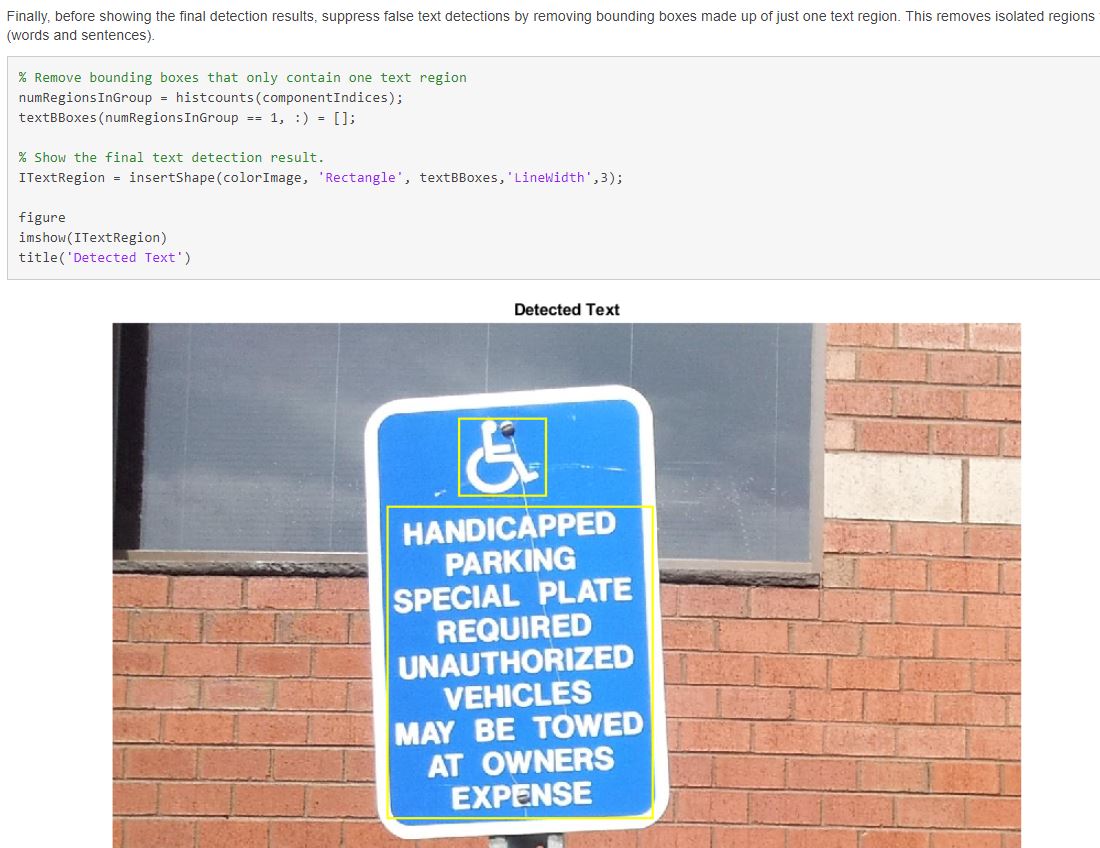 Finally, before showing the final detection results, suppress false text detections by removing bounding boxes made up of just one text region. This removes isolated regions
(words and sentences).
% Remove bounding boxes that only contain one text region
numRegionsInGroup = histcounts(componentIndices);
textBBoxes(numRegionsInGroup == 1, :) = [];
% Show the final text detection result.
ITextRegion = insertShape(colorImage, 'Rectangle', textBBoxes,'LineWidth',3);
figure
imshow(ITextRegion)
title('Detected Text')
Detected Text
HANDICAPPED
PARKING
SPECIAL PLATE
REQUIRED
UNAUTHORIZED
VEHICLES
MAY BE TOWED
AT OWNERS
EXPENSE